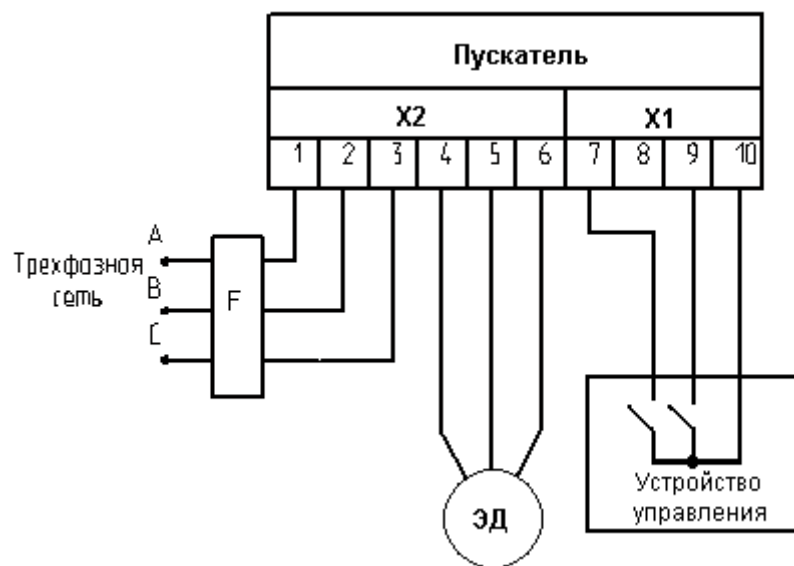 Пускатель
X2 X1
1 2 3 4 5 6 7 8 9 10
A
Трехфазная
сеть
B
C
F
ЭД
Устройство
управления